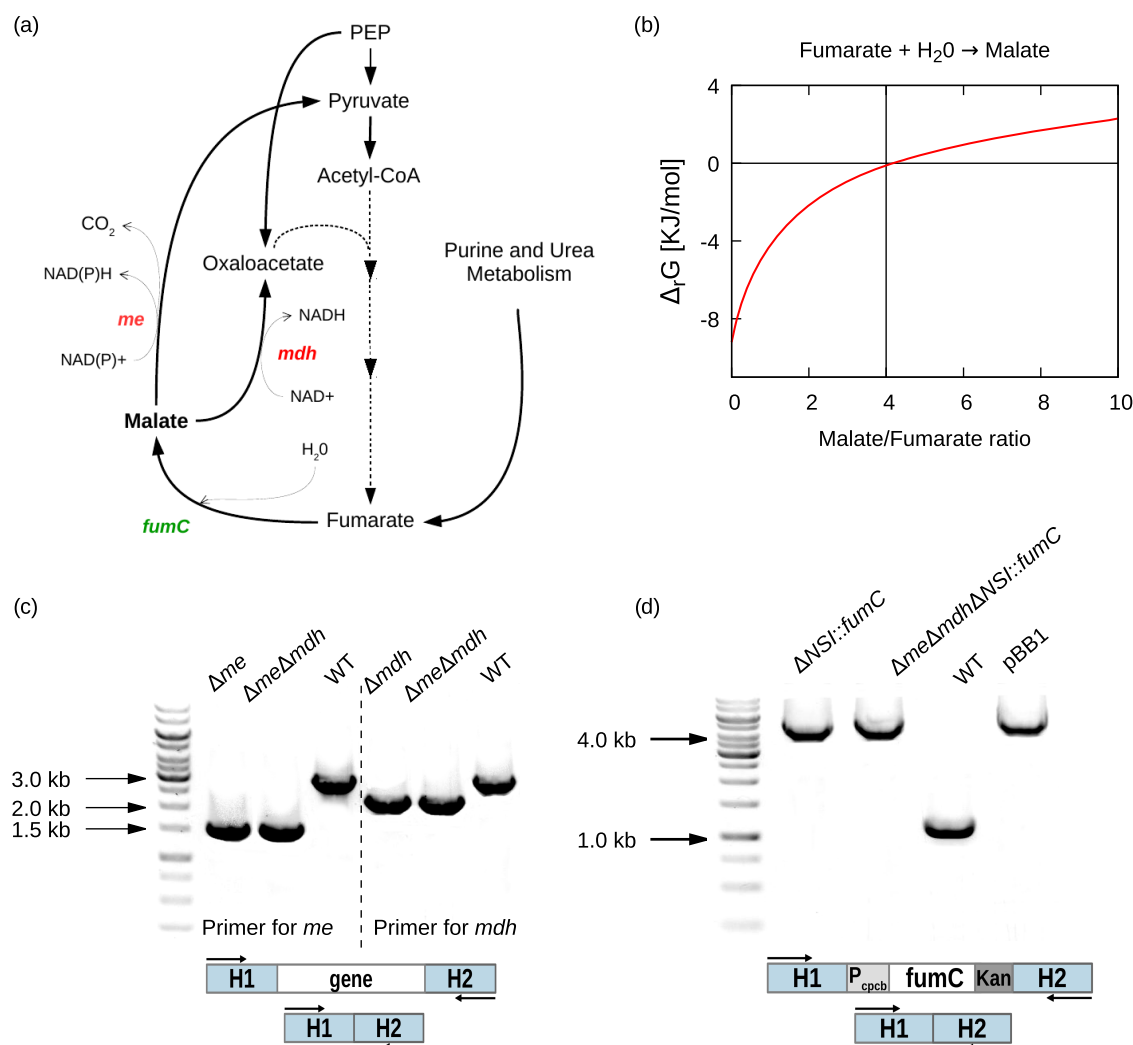 (a)
PEP
Pyruvate
Acetyl-CoA
CO2
NAD(P)H
me
NAD(P)+
Oxaloacetate
NADH
mdh
NAD+
Purine and Urea
Metabolism
Malate
H20
fumC
Fumarate
(b)
Fumarate + H20 → Malate
4
0
-4
-8
ΔrG [KJ/mol]
0 2 4 6 8 10
Malate/Fumarate ratio
(c)
Δme
ΔmeΔmdh
WT
Δmdh
ΔmeΔmdh
WT
3.0 kb
2.0 kb
1.5 kb
Primer for me
Primer for mdh
H1 gene H2
H1 H2
(d)
ΔNSI::fumC
ΔmeΔmdhΔNSI::fumC
WT
pBB1
4.0 kb
1.0 kb
H1 Pcpcb fumC Kan H2
H1 H2